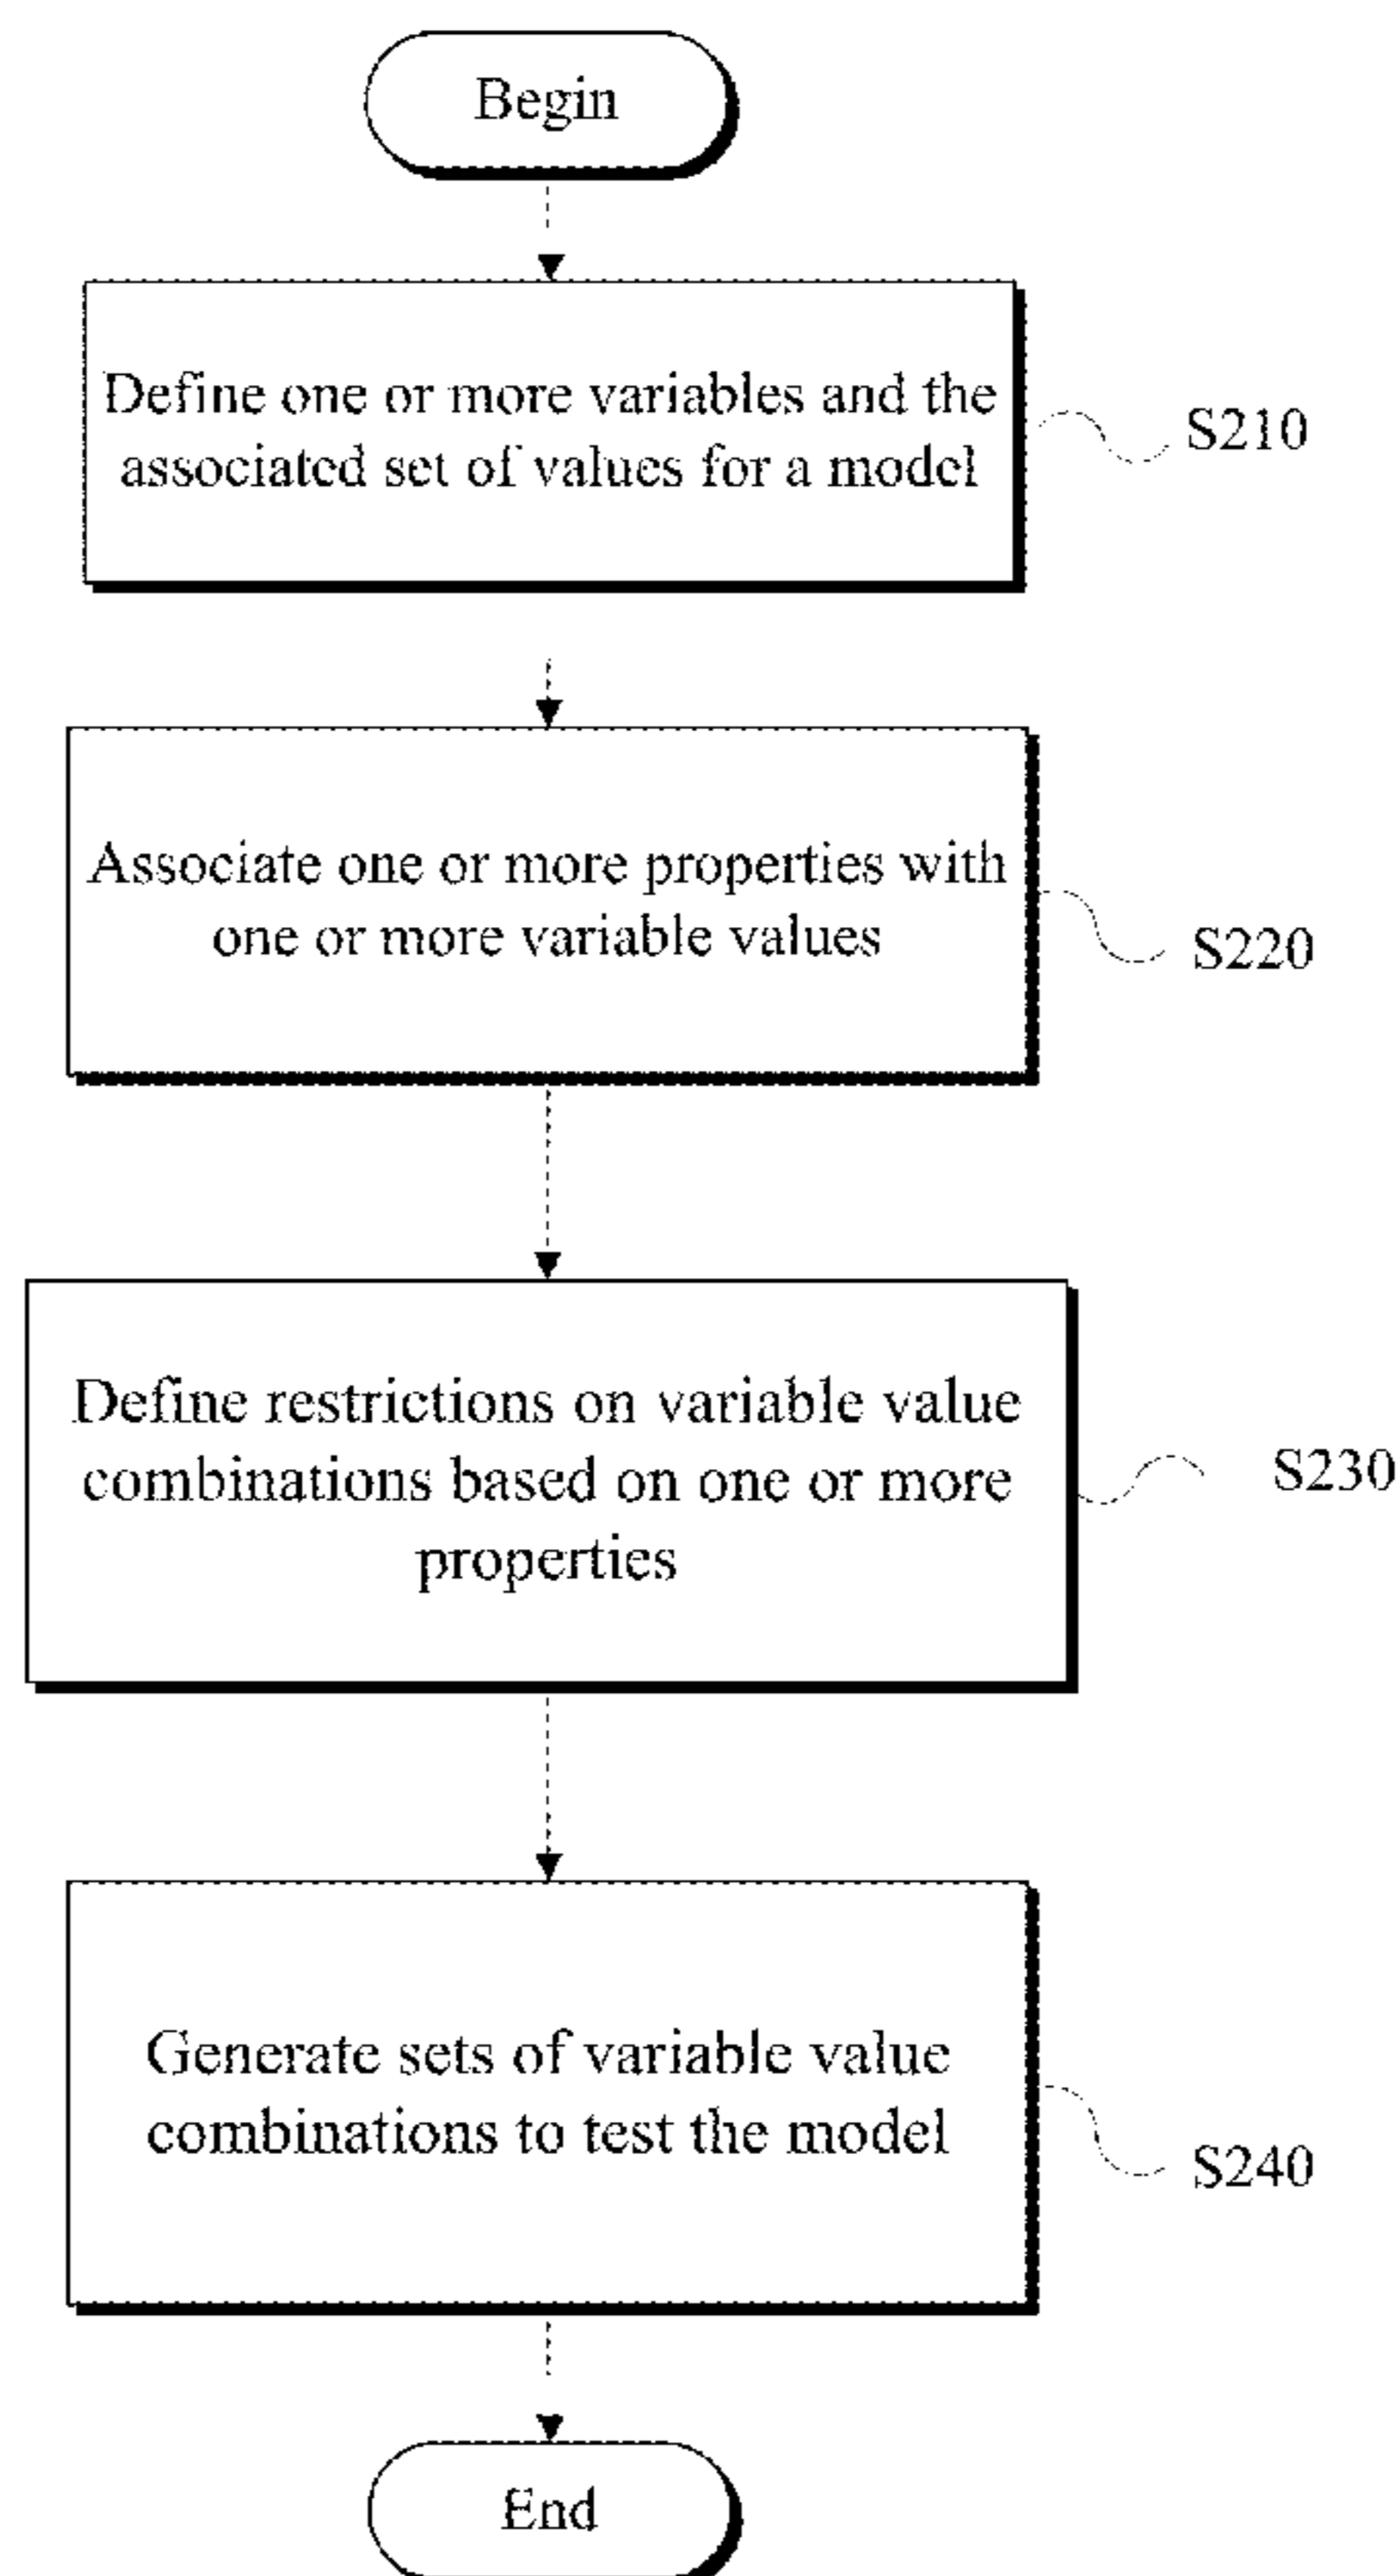 Begin
Define one or more variables and the
associated set of values for a model
S210
Associate one or more properties with
one or more variable values
S220
Define restrictions on variable value
combinations based on one or more
properties
S230
Generate sets of variable value
combinations to test the model
S240
End